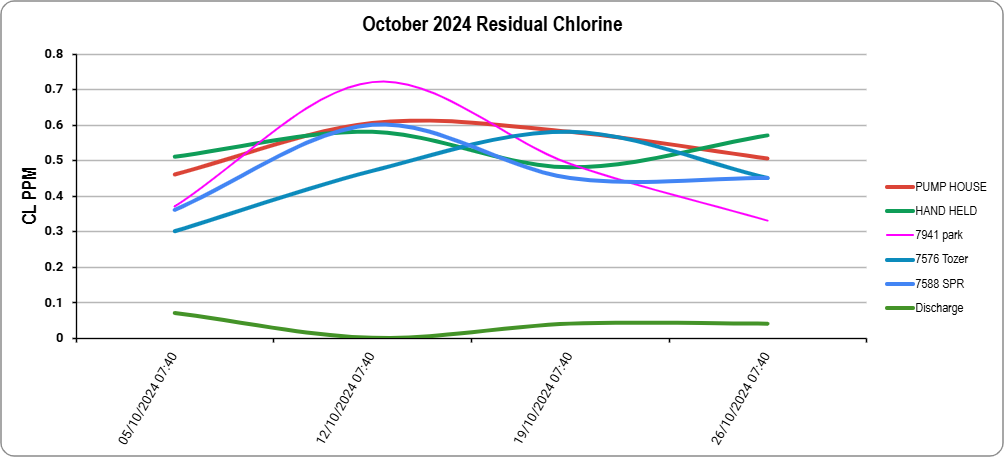 October 2024 Residual Chlorine
0.8
0.7
0.6
0.5
0.4
0.3
0.2
0.1
0
CL PPM
05/10/2024 07:40
12/10/2024 07:40
19/10/2024 07:40
26/10/2024 07:40
PUMP HOUSE
HAND HELD
7941 park
7576 Tozer
7588 SPR
Discharge